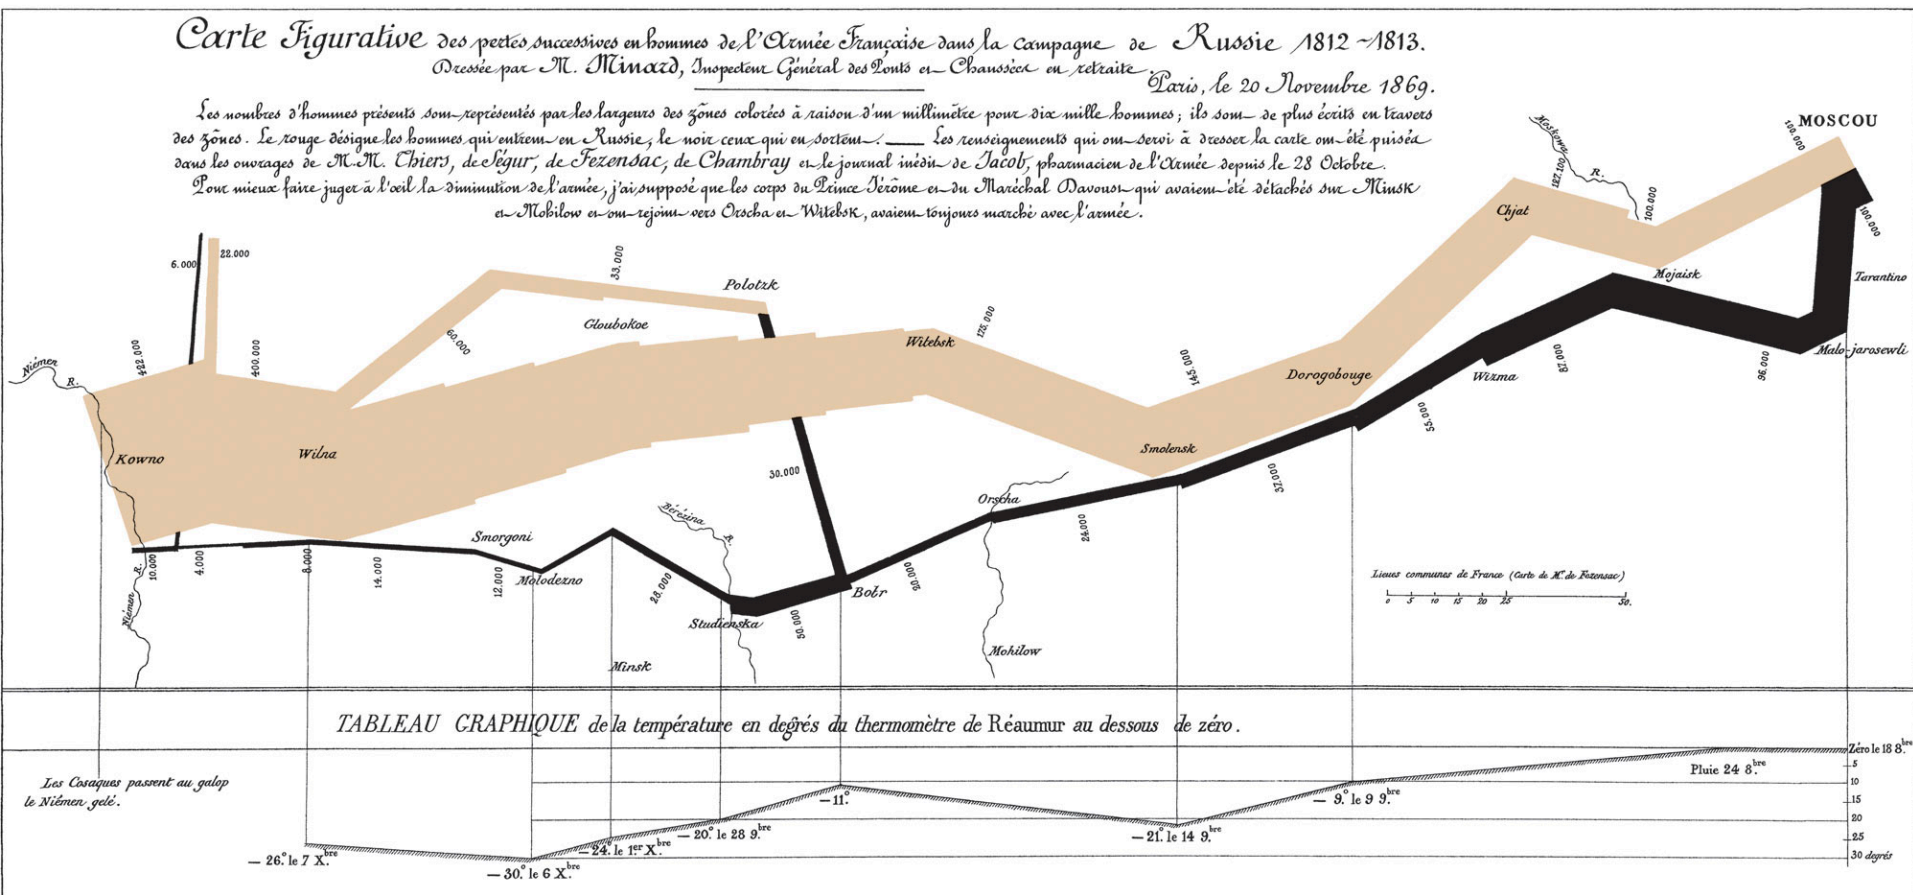 Carte Figurative des pertes successives en hommes de l'Armée Française dans la campagne de Russie 1812-1813.
Dressée par M. Minard, Inspecteur Général des Ponts et Chaussées en retraite.
Paris, le 20 Novembre 1869.
Les nombres d'hommes présents sont représentés par les largeurs des zônes colorées à raison d'un millimètre pour dix mille hommes; ils sont de plus écrits en travers
des zônes. Le rouge désigne les hommes qui entrent en Russie, le noir ceux qui en sortent. Les renseignements qui ont servi à dresser la carte ont été puisés
dans les ouvrages de M.M. Thiers, de Ségur, de Fezensac, de Chambray et le journal inédit de Jacob, pharmacien de l'Armée depuis le 28 Octobre.
Pour mieux faire juger à l'œil la diminution de l'armée, j'ai supposé que les corps du Prince Jérôme et du Maréchal Davoust qui avaient été détachés sur Minsk
et Mohilow et ont rejoint vers Orscha et Witebsk, avaient toujours marché avec l'armée.
MOSCOU
100.000
Moskowa
R.
127.100
100.000
Chjat
100.000
Mojaisk
Tarantino
Malo-jarosewli
6.000
22.000
33.000
Polotzk
Gloubokoe
60.000
175.000
Witebsk
Niémen
R.
422.000
400.000
145.000
Dorogobouge
Wizma
87.000
96.000
55.000
Kowno
Wilna
Smolensk
37.000
30.000
Orscha
24.000
Bérézina
R.
Smorgoni
Molodezno
10.000
4.000
8.000
14.000
12.000
28.000
Studienska
50.000
Bobr
20.000
R.
Niémen
Minsk
Mohilow
Lieues communes de France (Carte de M. de Fezensac)
0 5 10 15 20 25 50.
TABLEAU GRAPHIQUE de la température en degrés du thermomètre de Réaumur au dessous de zéro.
Les Cosaques passent au galop
le Niémen gelé.
Zéro le 18 8.bre
Pluie 24 8.bre
5
10
15
20
25
30 degrés
— 9.° le 9 9.bre
— 11.°
— 21.° le 14 9.bre
— 20.° le 28 9.bre
— 24.° le 1.er X.bre
— 30.° le 6 X.bre
— 26.° le 7 X.bre